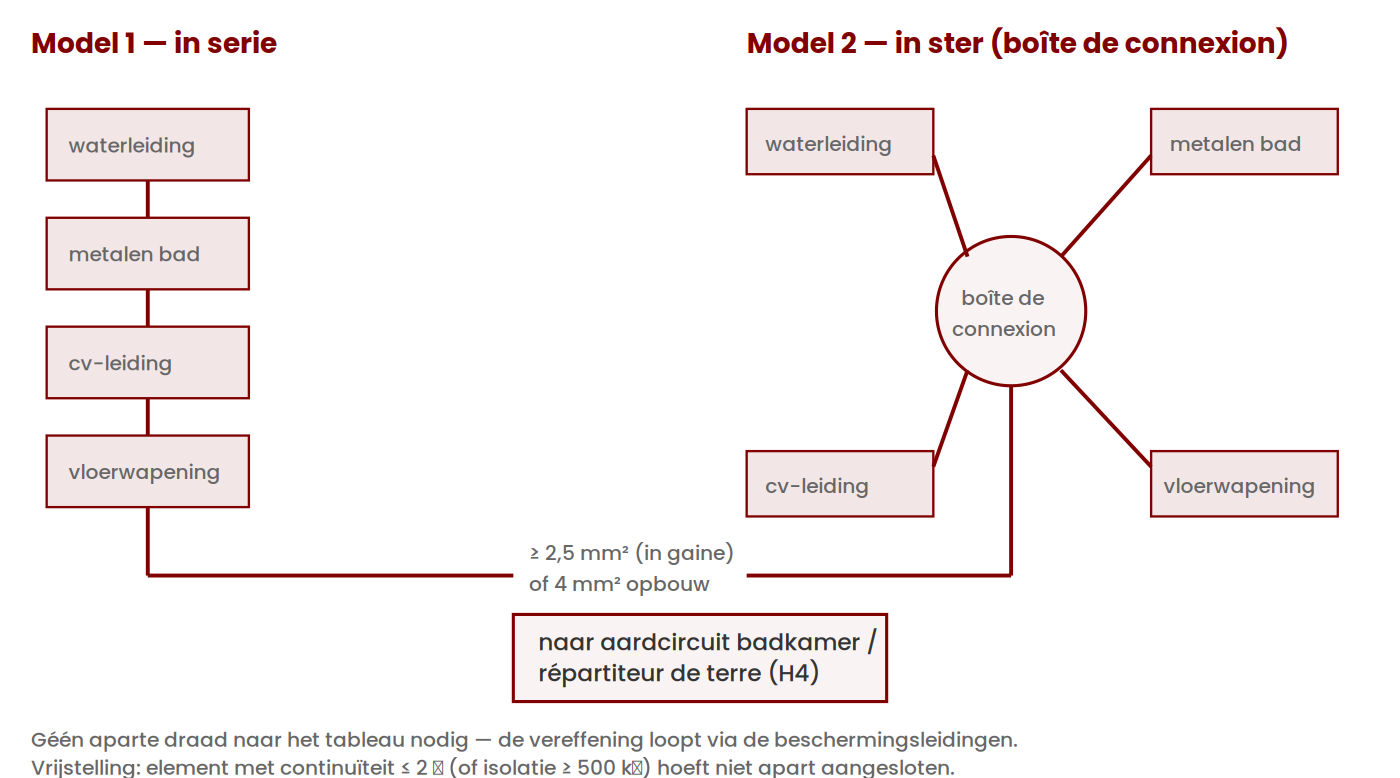 Model 1 — in serie
waterleiding
metalen bad
cv-leiding
vloerwapening
Model 2 — in ster (boîte de connexion)
waterleiding
metalen bad
boîte de
connexion
cv-leiding
vloerwapening
≥ 2,5 mm² (in gaine)
of 4 mm² opbouw
naar aardcircuit badkamer /
répartiteur de terre (H4)
Géén aparte draad naar het tableau nodig — de vereffening loopt via de beschermingsleidingen.
Vrijstelling: element met continuïteit ≤ 2 (of isolatie ≥ 500 k) hoeft niet apart aangesloten.